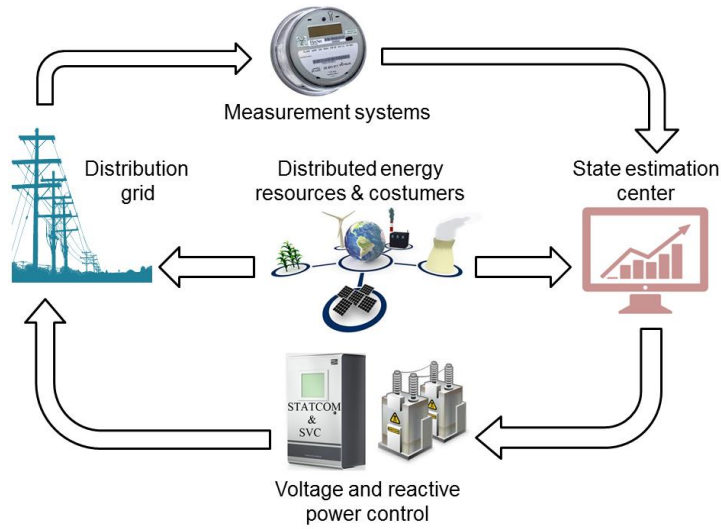 Measurement systems
Distribution
grid
Distributed energy
resources & costumers
State estimation
center
STATCOM
&
SVC
Voltage and reactive
power control